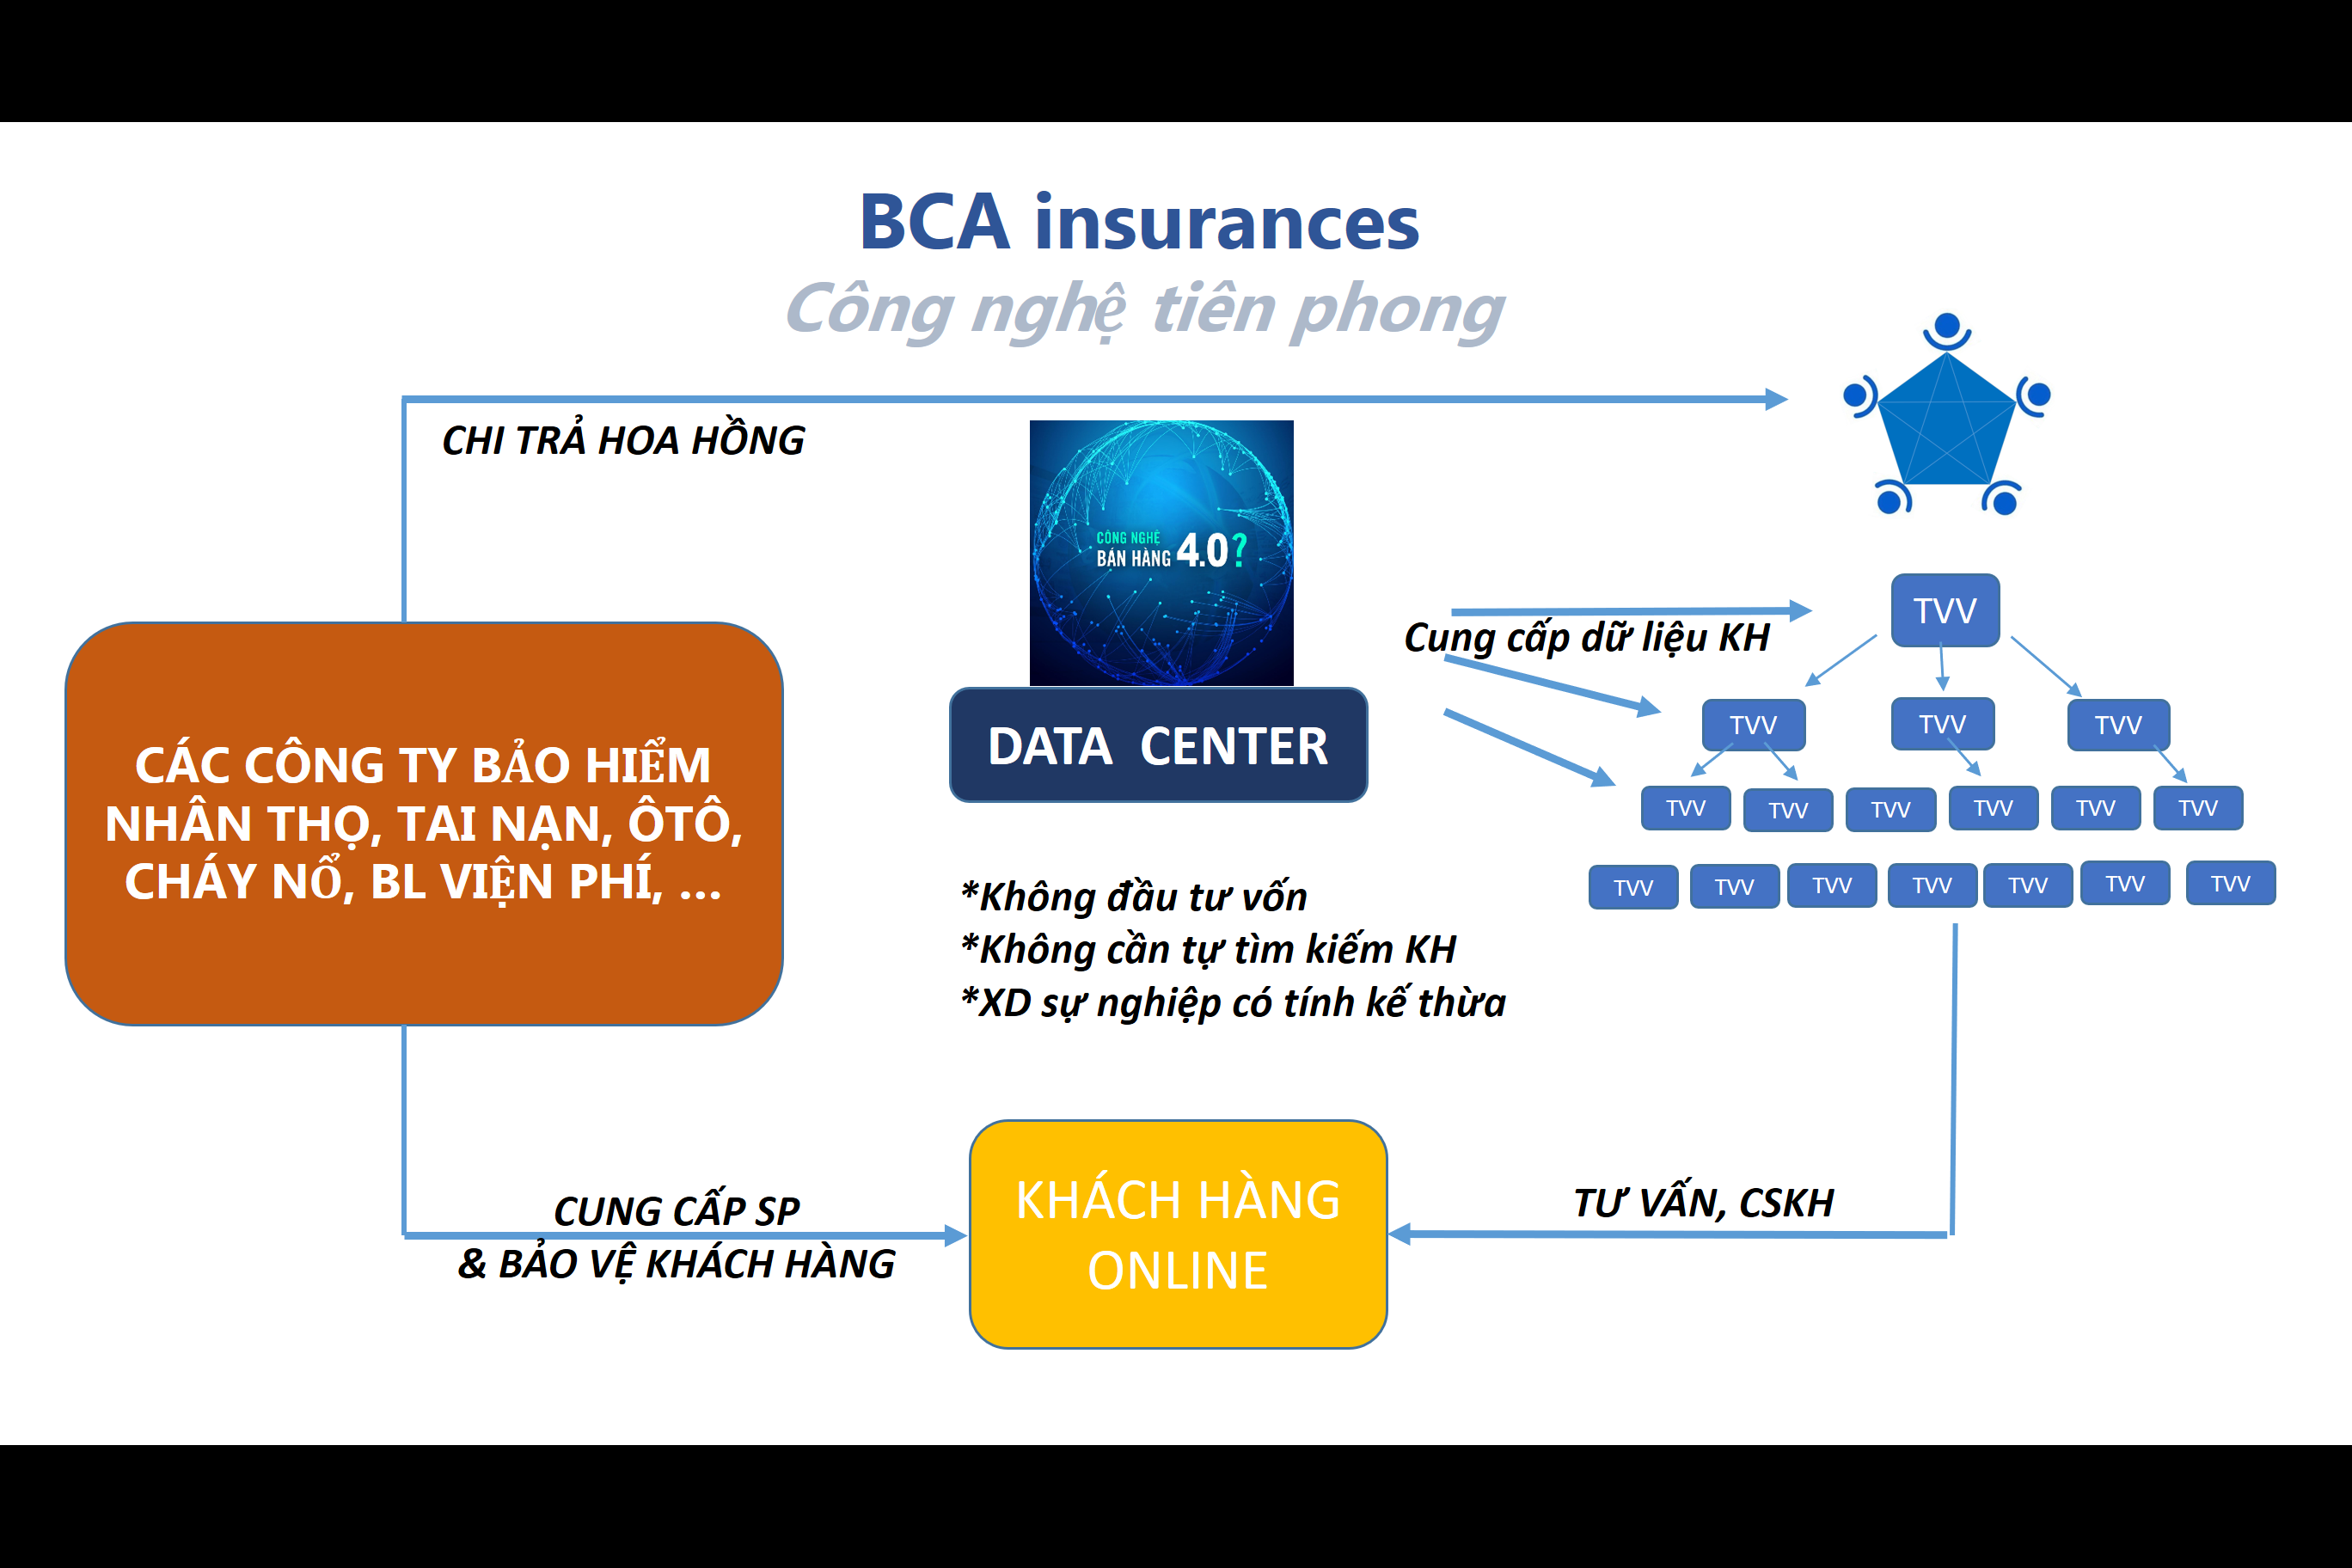 BCA insurances
Công nghệ tiên phong
CHI TRẢ HOA HỒNG
CÔNG NGHỆ
BÁN HÀNG 4.0?
DATA CENTER
Cung cấp dữ liệu KH
TVV
TVV TVV TVV
TVV TVV TVV TVV TVV TVV
TVV TVV TVV TVV TVV TVV TVV
CÁC CÔNG TY BẢO HIỂM
NHÂN THỌ, TAI NẠN, ÔTÔ,
CHÁY NỔ, BL VIỆN PHÍ, ...
*Không đầu tư vốn
*Không cần tự tìm kiếm KH
*XD sự nghiệp có tính kế thừa
CUNG CẤP SP
& BẢO VỆ KHÁCH HÀNG
KHÁCH HÀNG
ONLINE
TƯ VẤN, CSKH